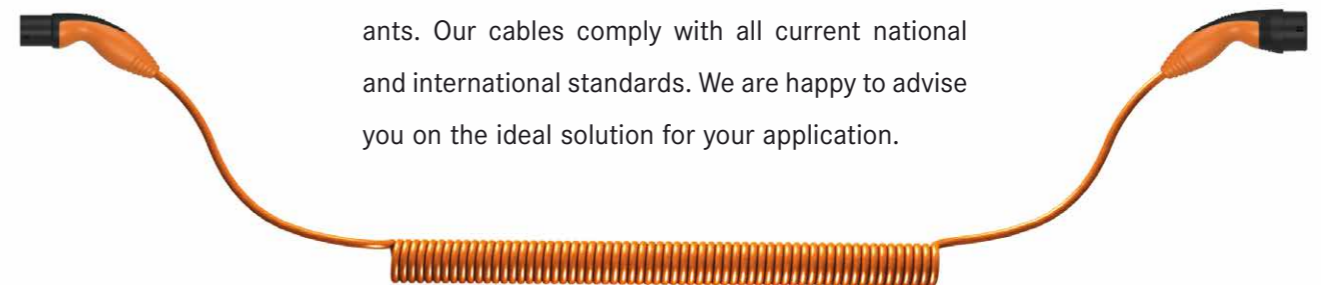 ants. Our cables comply with all current national
and international standards. We are happy to advise
you on the ideal solution for your application.